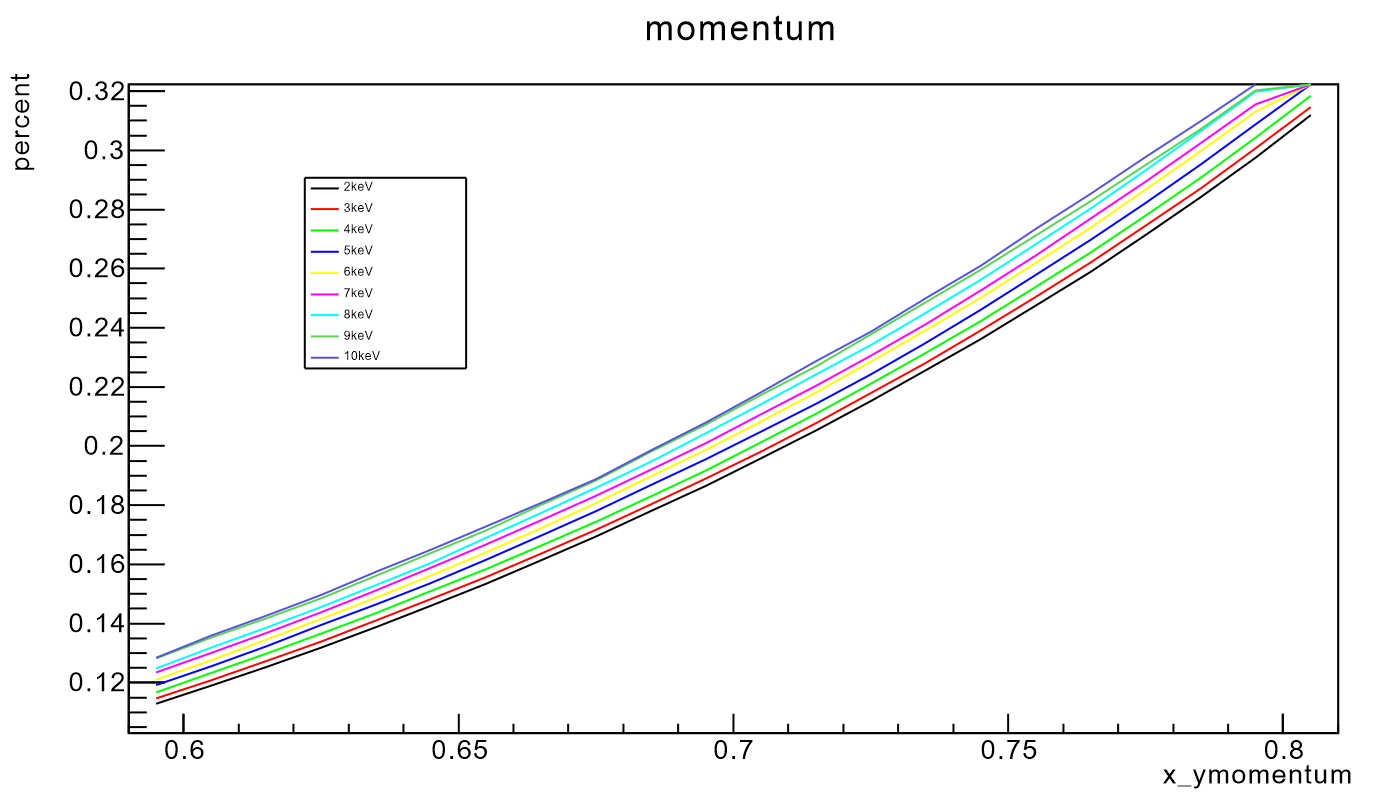 momentum
percent
0.32
0.3
0.28
0.26
0.24
0.22
0.2
0.18
0.16
0.14
0.12
2keV
3keV
4keV
5keV
6keV
7keV
8keV
9keV
10keV
0.6 0.65 0.7 0.75 0.8
x_ymomentum